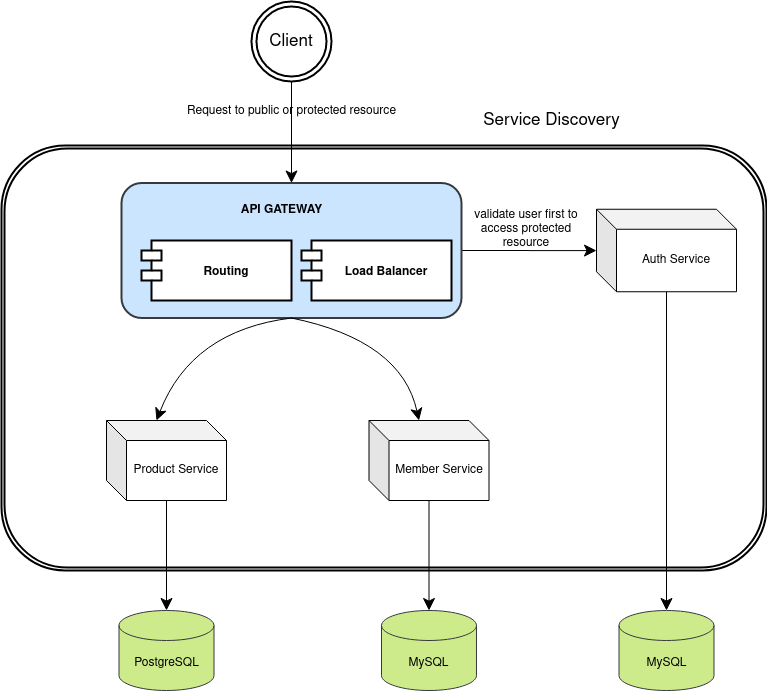 Client
Request to public or protected resource
Service Discovery
API GATEWAY
Routing
Load Balancer
validate user first to
access protected
resource
Auth Service
Product Service
Member Service
PostgreSQL
MySQL
MySQL